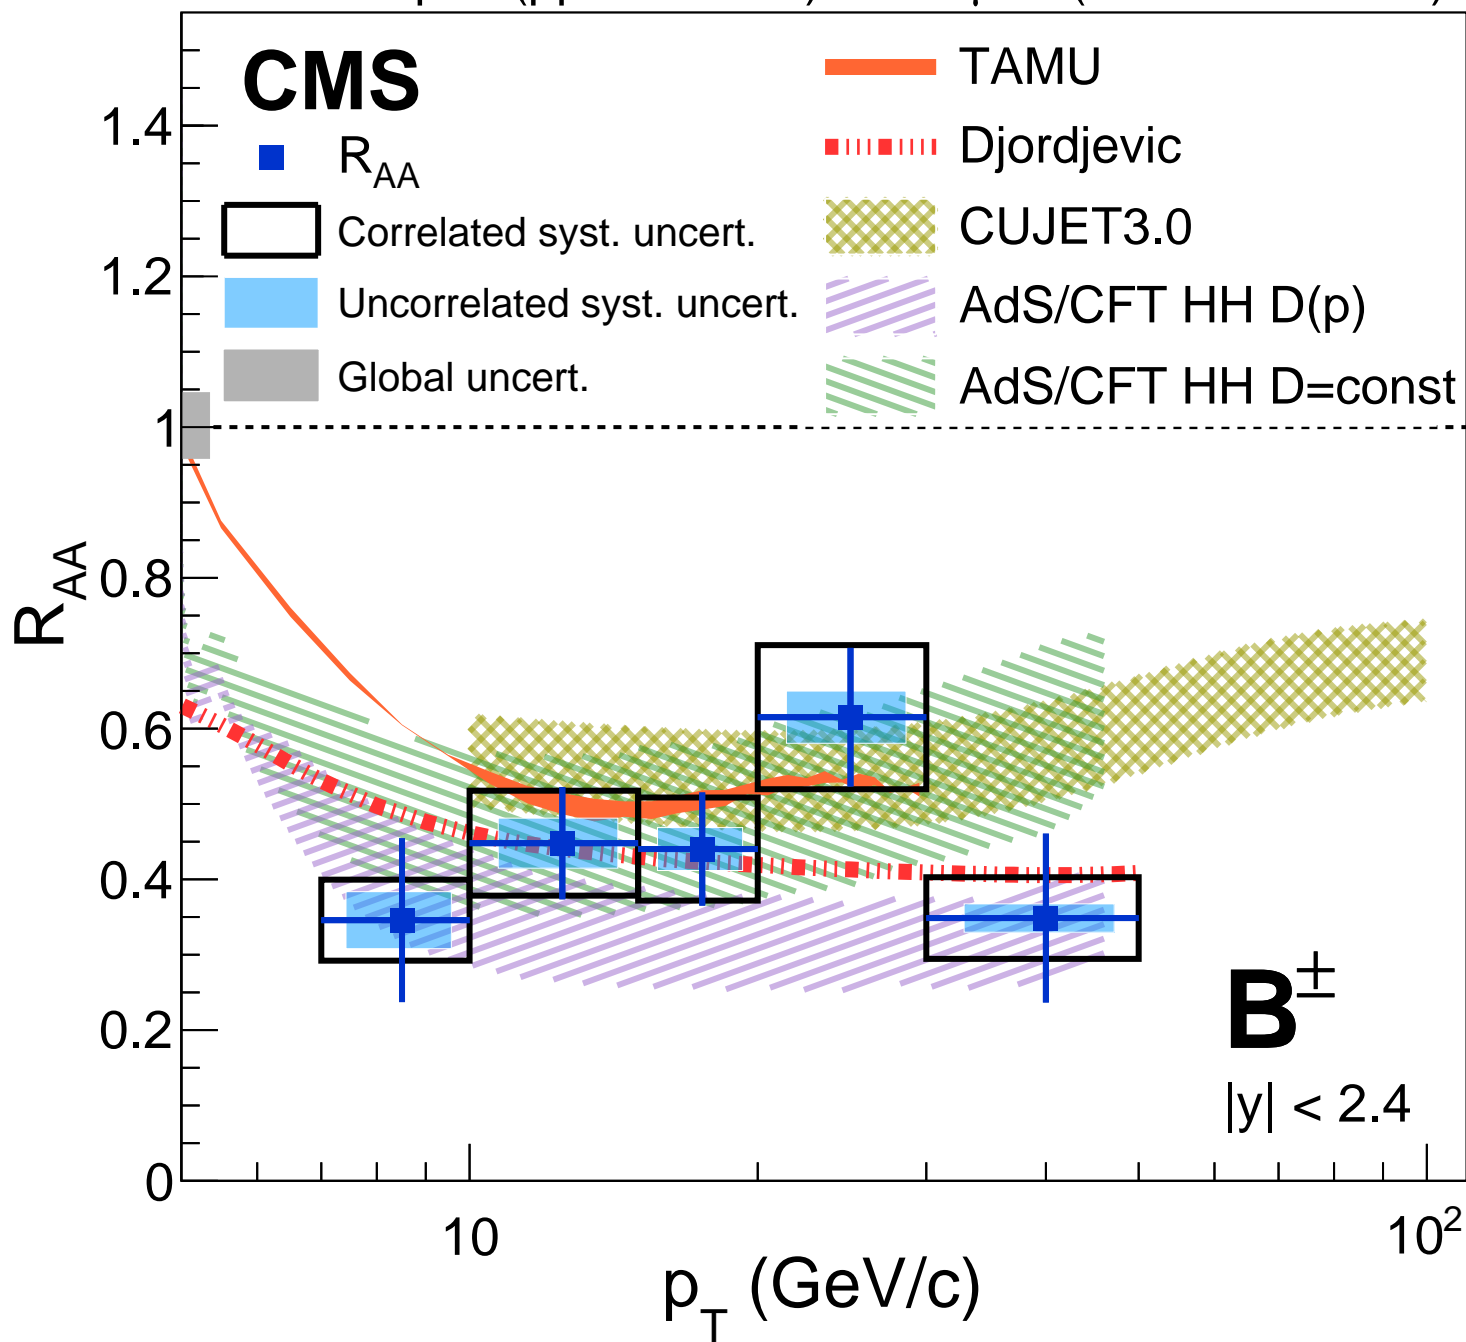 CMS
R_AA
Correlated syst. uncert.
Uncorrelated syst. uncert.
Global uncert.
TAMU
Djordjevic
CUJET3.0
AdS/CFT HH D(p)
AdS/CFT HH D=const
1.4
1.2
1
0.8
0.6
0.4
0.2
0
R_AA
B^±
|y| < 2.4
10
10²
p_T (GeV/c)